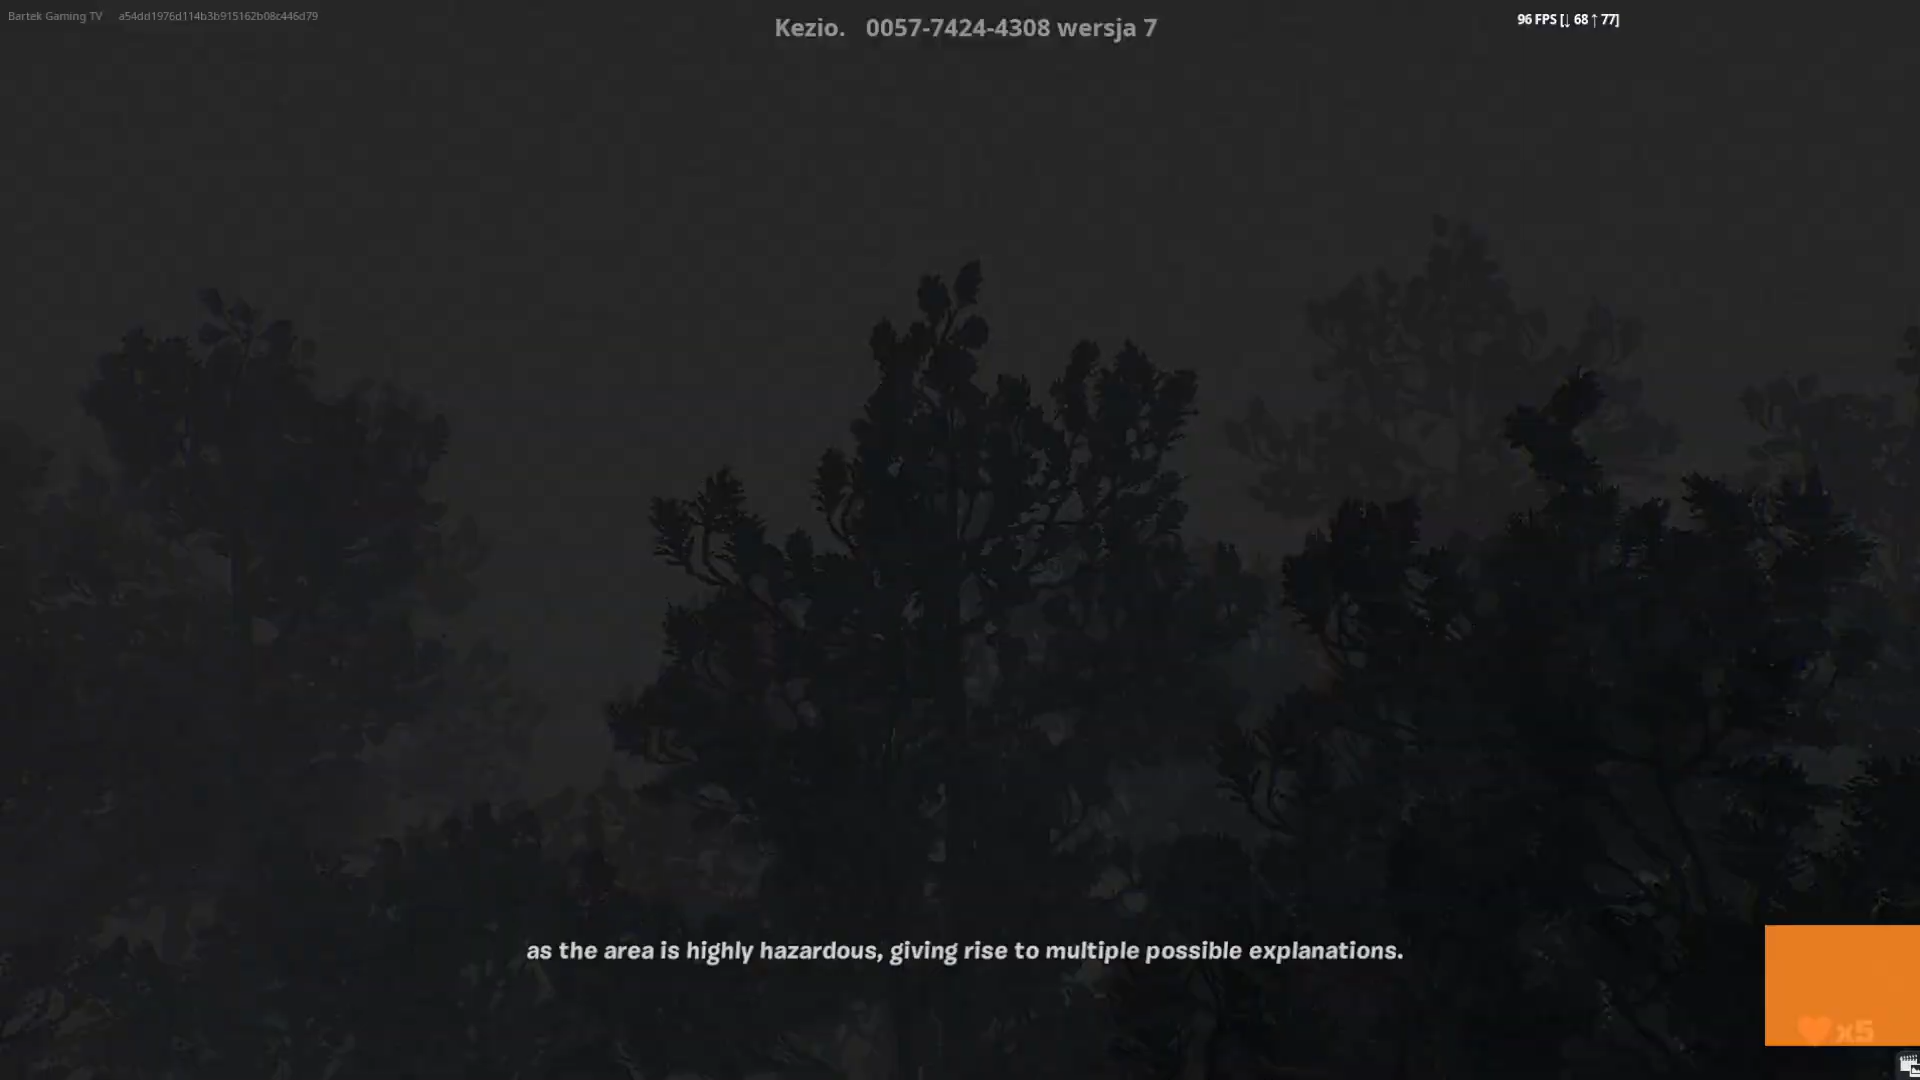 Bartek Gaming TV a54dd1976d114b3b915162b08c446d79
Kezio. 0057-7424-4308 wersja 7
96 FPS [↓ 68 ↑ 77]
as the area is highly hazardous, giving rise to multiple possible explanations.
x5